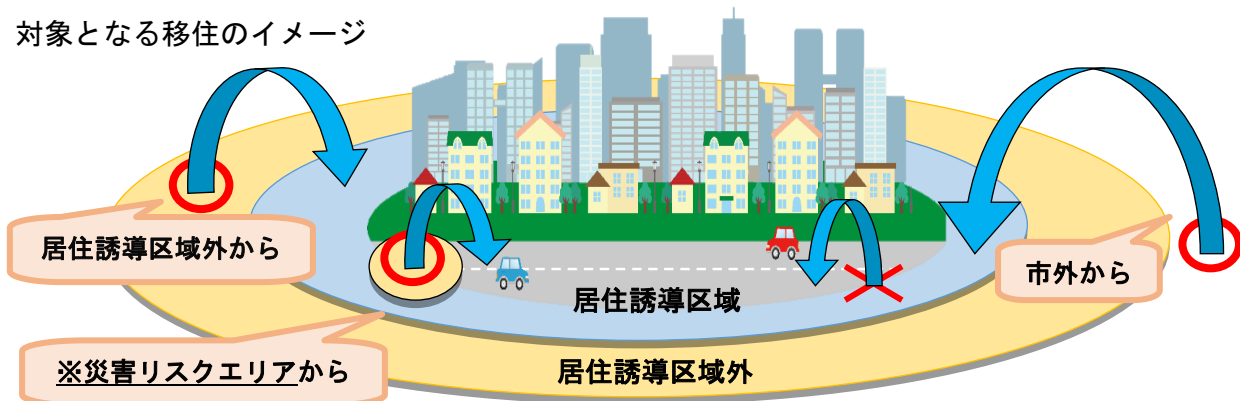 対象となる移住のイメージ
居住誘導区域外から
市外から
居住誘導区域
※災害リスクエリアから
居住誘導区域外